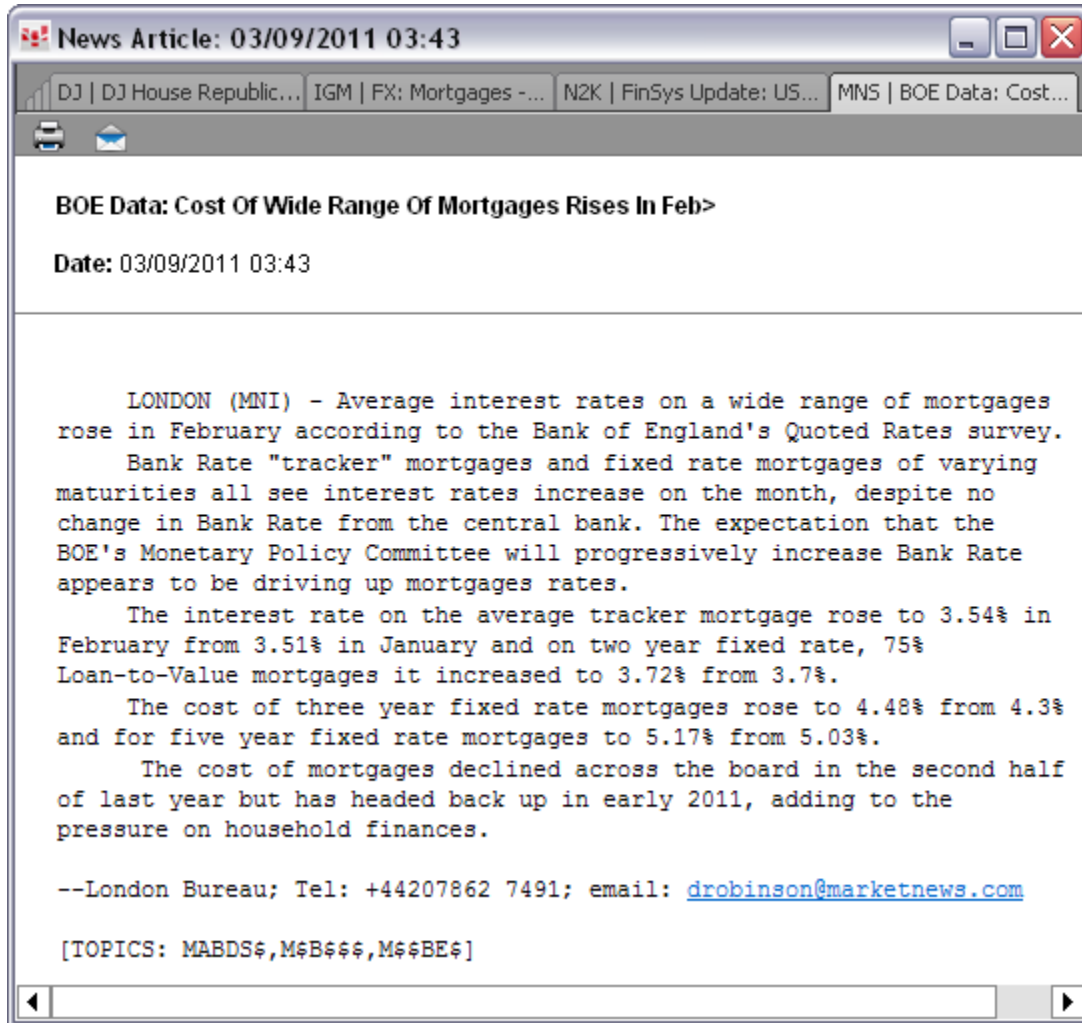 News Article: 03/09/2011 03:43
DJ | DJ House Republic... IGM | FX: Mortgages -... N2K | FinSys Update: US... MNS | BOE Data: Cost...
BOE Data: Cost Of Wide Range Of Mortgages Rises In Feb>
Date: 03/09/2011 03:43
LONDON (MNI) - Average interest rates on a wide range of mortgages
rose in February according to the Bank of England's Quoted Rates survey.
Bank Rate "tracker" mortgages and fixed rate mortgages of varying
maturities all see interest rates increase on the month, despite no
change in Bank Rate from the central bank. The expectation that the
BOE's Monetary Policy Committee will progressively increase Bank Rate
appears to be driving up mortgages rates.
The interest rate on the average tracker mortgage rose to 3.54% in
February from 3.51% in January and on two year fixed rate, 75%
Loan-to-Value mortgages it increased to 3.72% from 3.7%.
The cost of three year fixed rate mortgages rose to 4.48% from 4.3%
and for five year fixed rate mortgages to 5.17% from 5.03%.
The cost of mortgages declined across the board in the second half
of last year but has headed back up in early 2011, adding to the
pressure on household finances.
--London Bureau; Tel: +44207862 7491; email: drobinson@marketnews.com
[TOPICS: MABDS$,M$B$$$,M$$BE$]